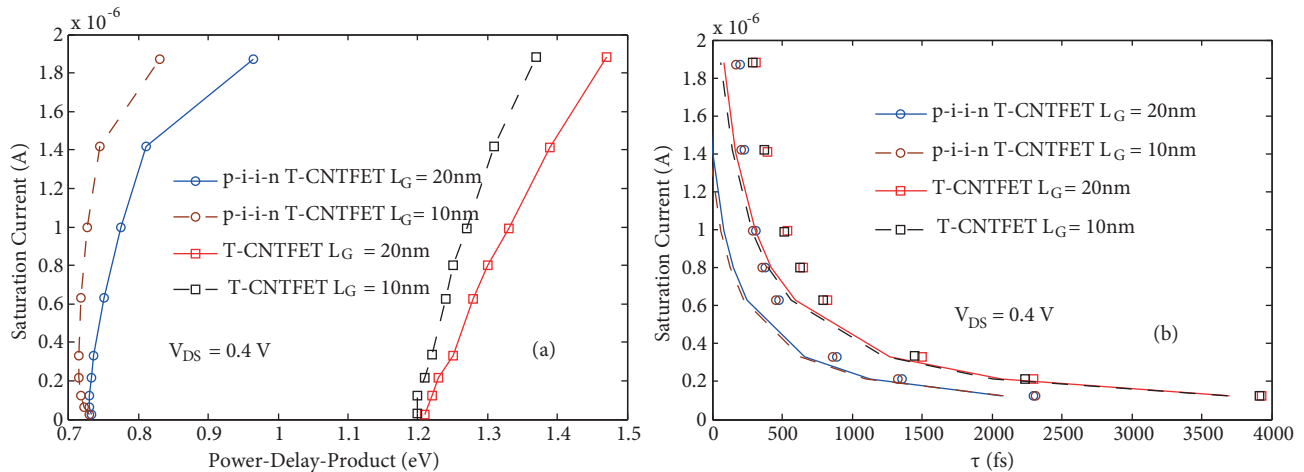 x 10⁻⁶
2
1.8
1.6
1.4
1.2
1
0.8
0.6
0.4
0.2
0
Saturation Current (A)
p-i-i-n T-CNTFET L_G = 20nm
p-i-i-n T-CNTFET L_G = 10nm
T-CNTFET L_G = 20nm
T-CNTFET L_G = 10nm
V_DS = 0.4 V
(a)
0.7 0.8 0.9 1 1.1 1.2 1.3 1.4 1.5
Power-Delay-Product (eV)
x 10⁻⁶
2
1.8
1.6
1.4
1.2
1
0.8
0.6
0.4
0.2
0
Saturation Current (A)
p-i-i-n T-CNTFET L_G = 20nm
p-i-i-n T-CNTFET L_G = 10nm
T-CNTFET L_G = 20nm
T-CNTFET L_G = 10nm
V_DS = 0.4 V
(b)
0 500 1000 1500 2000 2500 3000 3500 4000
τ (fs)